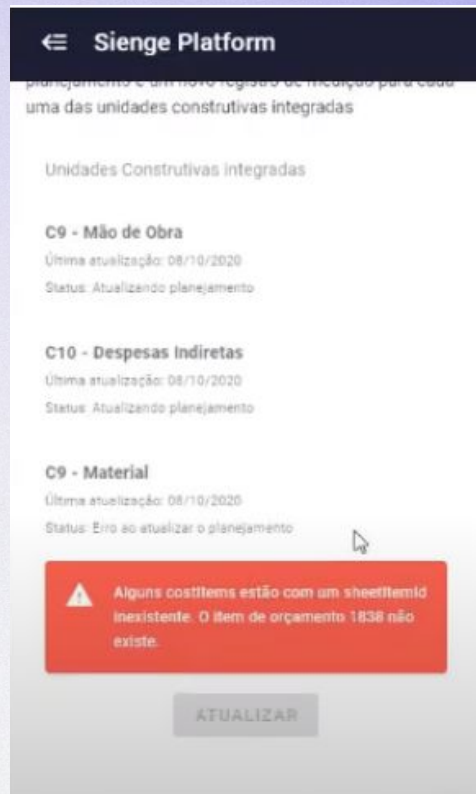 Sienge Platform
planejamento e um novo registro de medição para cada
uma das unidades construtivas integradas
Unidades Construtivas integradas
C9 - Mão de Obra
Última atualização: 08/10/2020
Status: Atualizando planejamento
C10 - Despesas Indiretas
Última atualização: 08/10/2020
Status: Atualizando planejamento
C9 - Material
Última atualização: 08/10/2020
Status: Erro ao atualizar o planejamento
Alguns costItems estão com um sheetItemId
inexistente. O item de orçamento 1838 não
existe.
ATUALIZAR